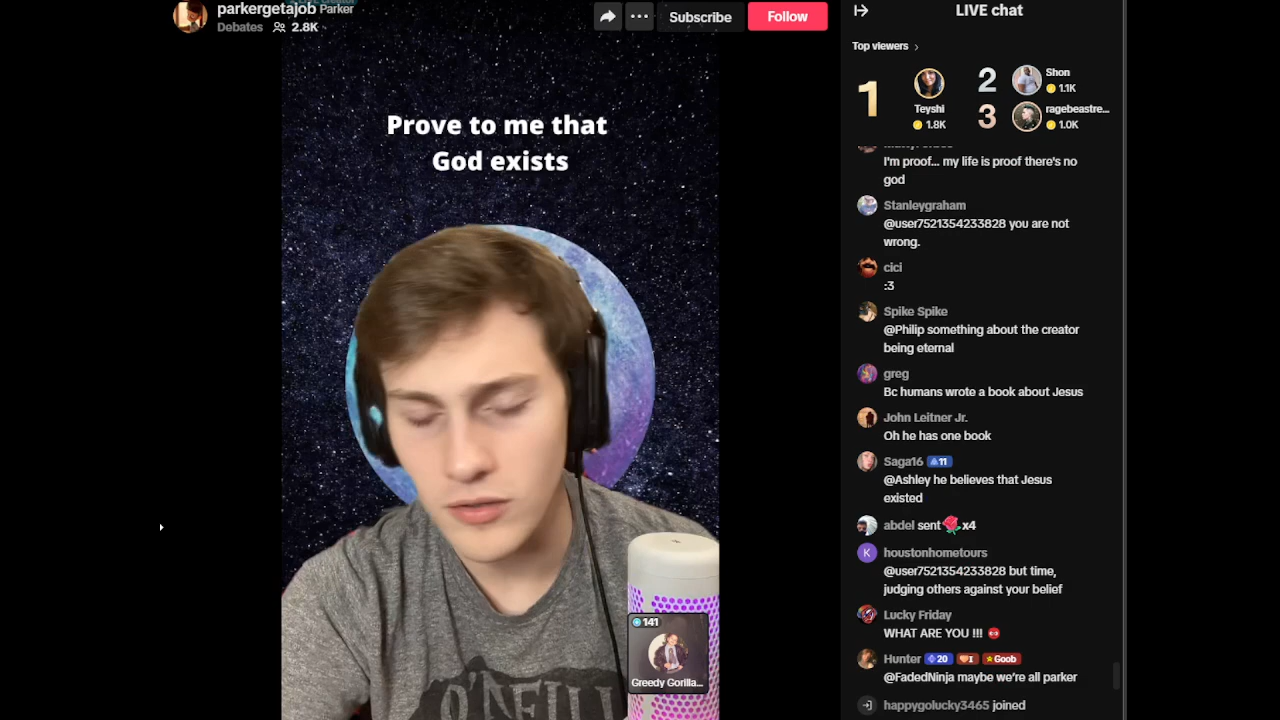 parkergetajob Parker
Debates 2.8K
Subscribe
Follow
Prove to me that
God exists
O'NEILL
141
Greedy Gorilla...
LIVE chat
Top viewers
1
Teyshi
1.8K
2
Shon
1.1K
3
ragebeastre...
1.0K
I'm proof... my life is proof there's no
god
Stanleygraham
@user7521354233828 you are not
wrong.
cici
:3
Spike Spike
@Philip something about the creator
being eternal
greg
Bc humans wrote a book about Jesus
John Leitner Jr.
Oh he has one book
Saga16 11
@Ashley he believes that Jesus
existed
abdel sent x4
K
houstonhometours
@user7521354233828 but time,
judging others against your belief
Lucky Friday
WHAT ARE YOU !!!
Hunter 20 I Goob
@FadedNinja maybe we're all parker
happygolucky3465 joined